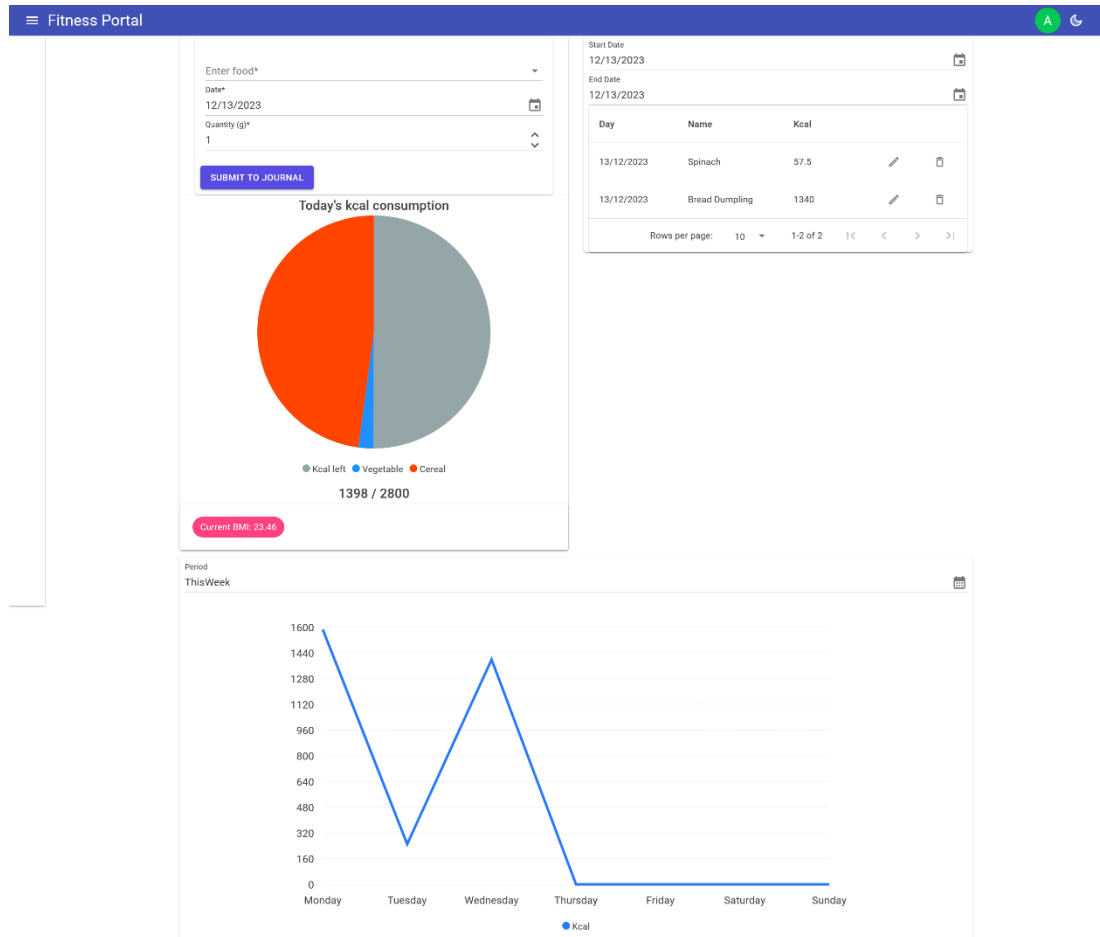 Fitness Portal
A
Enter food*
Date*
12/13/2023
Quantity (g)*
1
SUBMIT TO JOURNAL
Today's kcal consumption
Kcal left Vegetable Cereal
1398 / 2800
Current BMI: 23.46
Start Date
12/13/2023
End Date
12/13/2023
Day Name Kcal
13/12/2023 Spinach 57.5
13/12/2023 Bread Dumpling 1340
Rows per page: 10 1-2 of 2
Period
ThisWeek
1600
1440
1280
1120
960
800
640
480
320
160
0
Monday Tuesday Wednesday Thursday Friday Saturday Sunday
Kcal